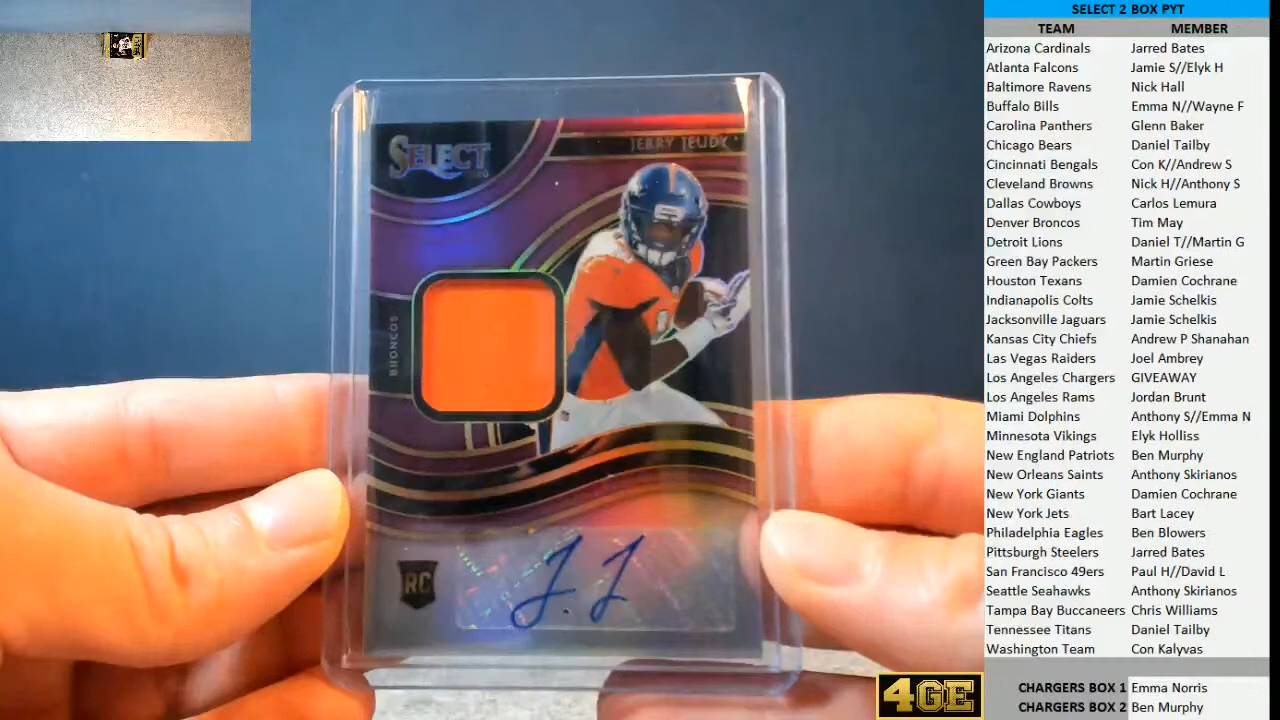 SELECT
JERRY JEUDY
BRONCOS
RC
J. J
SELECT 2 BOX PYT
TEAM MEMBER
Arizona Cardinals Jarred Bates
Atlanta Falcons Jamie S//Elyk H
Baltimore Ravens Nick Hall
Buffalo Bills Emma N//Wayne F
Carolina Panthers Glenn Baker
Chicago Bears Daniel Tailby
Cincinnati Bengals Con K//Andrew S
Cleveland Browns Nick H//Anthony S
Dallas Cowboys Carlos Lemura
Denver Broncos Tim May
Detroit Lions Daniel T//Martin G
Green Bay Packers Martin Griese
Houston Texans Damien Cochrane
Indianapolis Colts Jamie Schelkis
Jacksonville Jaguars Jamie Schelkis
Kansas City Chiefs Andrew P Shanahan
Las Vegas Raiders Joel Ambrey
Los Angeles Chargers GIVEAWAY
Los Angeles Rams Jordan Brunt
Miami Dolphins Anthony S//Emma N
Minnesota Vikings Elyk Holliss
New England Patriots Ben Murphy
New Orleans Saints Anthony Skirianos
New York Giants Damien Cochrane
New York Jets Bart Lacey
Philadelphia Eagles Ben Blowers
Pittsburgh Steelers Jarred Bates
San Francisco 49ers Paul H//David L
Seattle Seahawks Anthony Skirianos
Tampa Bay Buccaneers Chris Williams
Tennessee Titans Daniel Tailby
Washington Team Con Kalyvas
CHARGERS BOX 1 Emma Norris
CHARGERS BOX 2 Ben Murphy
4GE